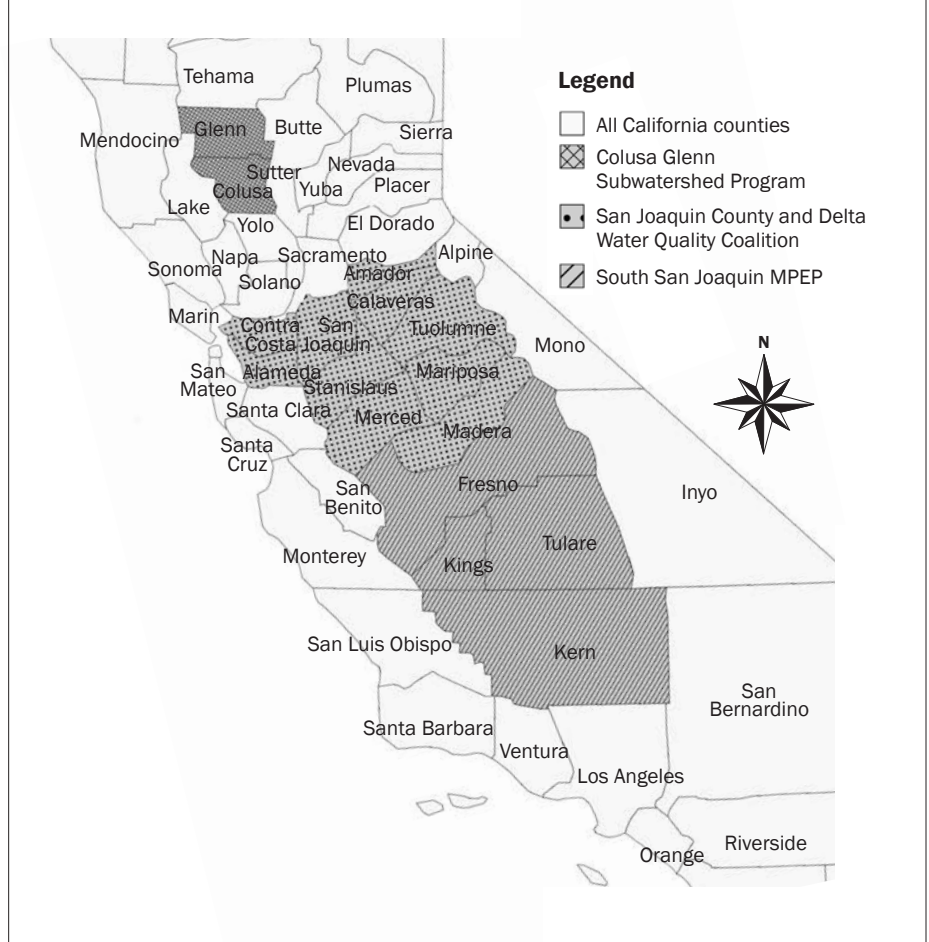 Legend
All California counties
Colusa Glenn
Subwatershed Program
San Joaquin County and Delta
Water Quality Coalition
South San Joaquin MPEP
N
Tehama
Plumas
Mendocino
Glenn
Butte
Sierra
Nevada
Sutter
Yuba
Placer
Colusa
Lake
Yolo
El Dorado
Napa
Sacramento
Alpine
Sonoma
Solano
Amador
Calaveras
Marin
Contra
Costa
San
Joaquin
Tuolumne
Mono
San
Mateo
Alameda
Stanislaus
Mariposa
Santa Clara
Merced
Madera
Santa
Cruz
San
Benito
Fresno
Inyo
Monterey
Kings
Tulare
San Luis Obispo
Kern
San
Bernardino
Santa Barbara
Ventura
Los Angeles
Orange
Riverside